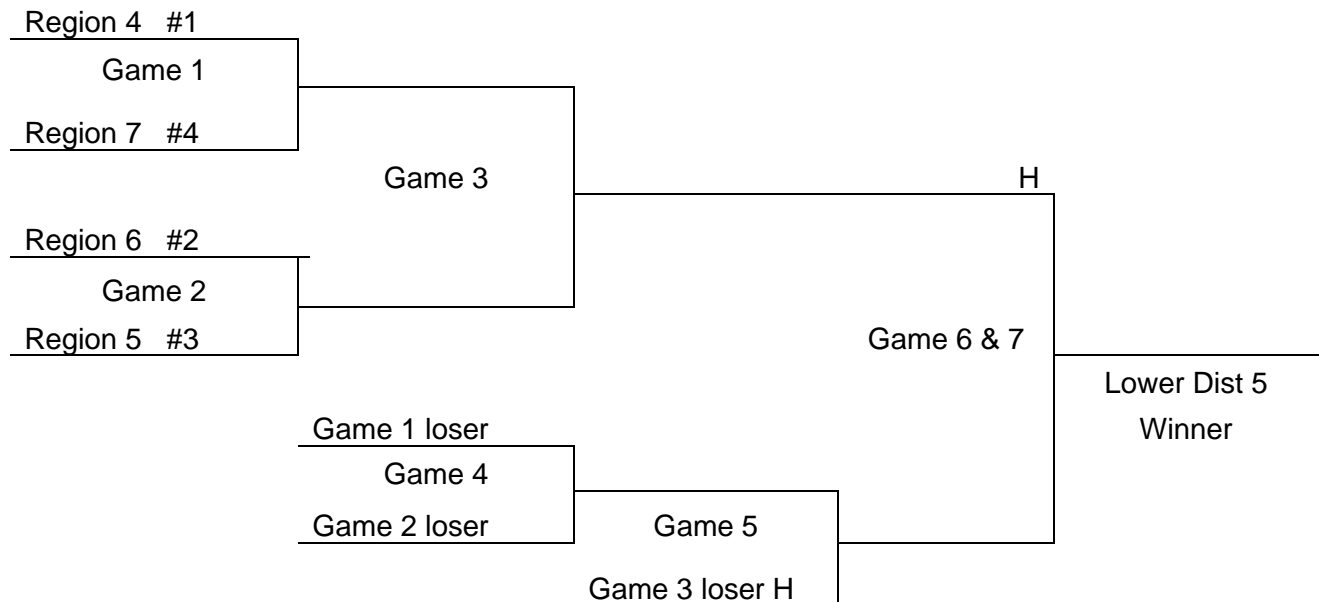 Region 4 #1
Game 1
Region 7 #4
Game 3
H
Region 6 #2
Game 2
Region 5 #3
Game 6 & 7
Lower Dist 5
Winner
Game 1 loser
Game 4
Game 2 loser
Game 5
Game 3 loser H